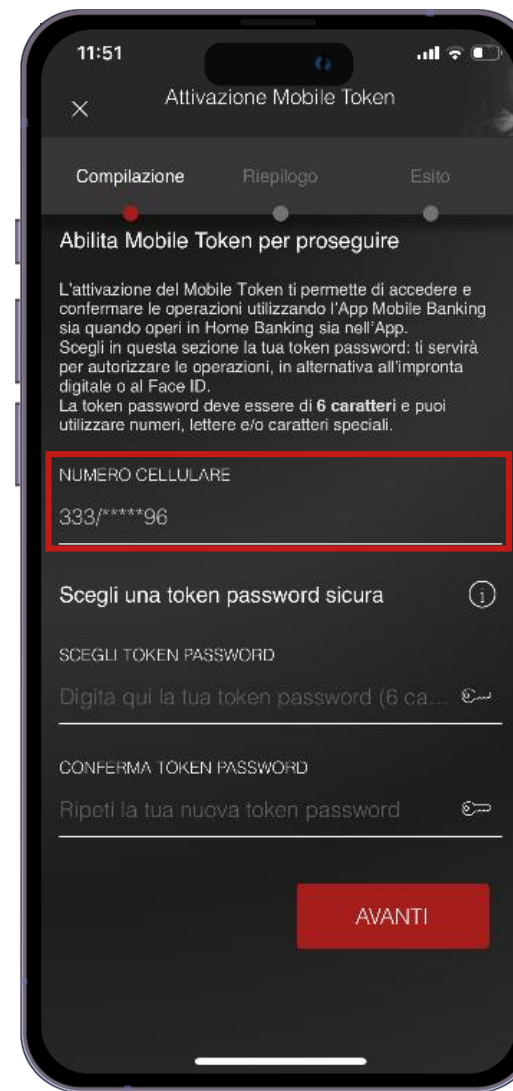 11:51
Attivazione Mobile Token
Compilazione Riepilogo Esito
Abilita Mobile Token per proseguire
L'attivazione del Mobile Token ti permette di accedere e
confermare le operazioni utilizzando l'App Mobile Banking
sia quando operi in Home Banking sia nell'App.
Scegli in questa sezione la tua token password: ti servirà
per autorizzare le operazioni, in alternativa all'impronta
digitale o al Face ID.
La token password deve essere di 6 caratteri e puoi
utilizzare numeri, lettere e/o caratteri speciali.
NUMERO CELLULARE
333/*****96
Scegli una token password sicura
SCEGLI TOKEN PASSWORD
Digita qui la tua token password (6 ca...
CONFERMA TOKEN PASSWORD
Ripeti la tua nuova token password
AVANTI